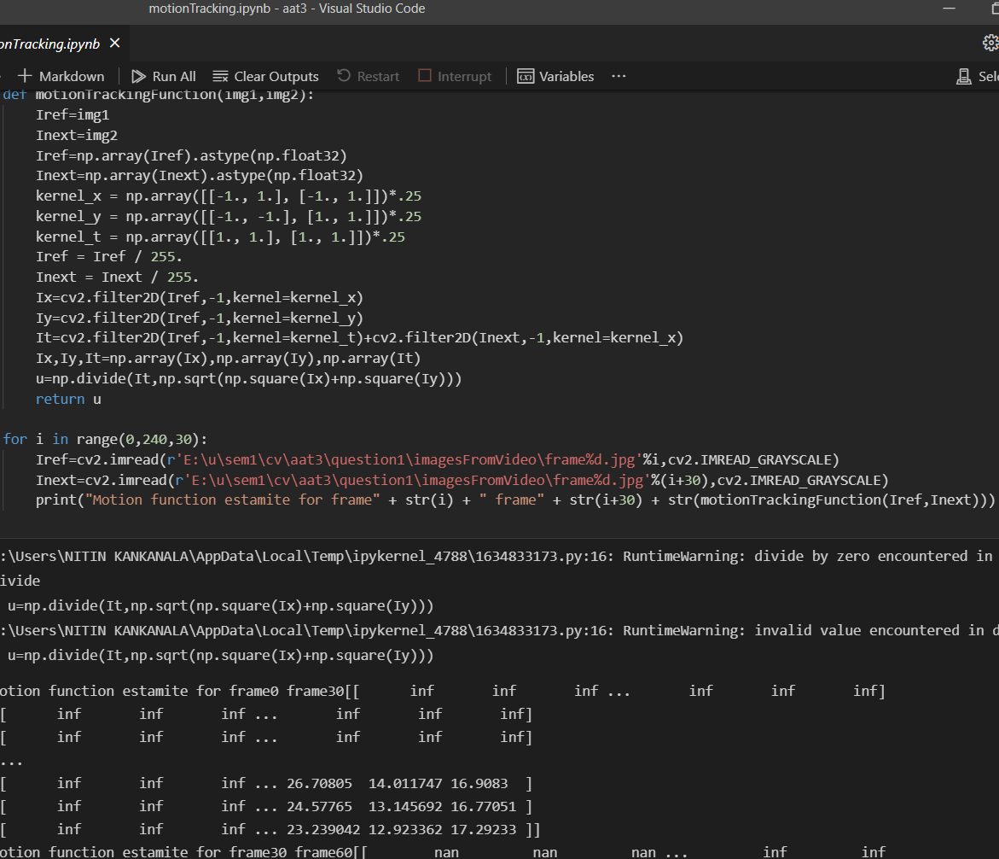 motionTracking.ipynb - aat3 - Visual Studio Code
onTracking.ipynb
Markdown Run All Clear Outputs Restart Interrupt Variables ··· Sele
def motionTrackingFunction(img1,img2):
    Iref=img1
    Inext=img2
    Iref=np.array(Iref).astype(np.float32)
    Inext=np.array(Inext).astype(np.float32)
    kernel_x = np.array([[-1., 1.], [-1., 1.]])*.25
    kernel_y = np.array([[-1., -1.], [1., 1.]])*.25
    kernel_t = np.array([[1., 1.], [1., 1.]])*.25
    Iref = Iref / 255.
    Inext = Inext / 255.
    Ix=cv2.filter2D(Iref,-1,kernel=kernel_x)
    Iy=cv2.filter2D(Iref,-1,kernel=kernel_y)
    It=cv2.filter2D(Iref,-1,kernel=kernel_t)+cv2.filter2D(Inext,-1,kernel=kernel_x)
    Ix,Iy,It=np.array(Ix),np.array(Iy),np.array(It)
    u=np.divide(It,np.sqrt(np.square(Ix)+np.square(Iy)))
    return u
for i in range(0,240,30):
    Iref=cv2.imread(r'E:\u\sem1\cv\aat3\question1\imagesFromVideo\frame%d.jpg'%i,cv2.IMREAD_GRAYSCALE)
    Inext=cv2.imread(r'E:\u\sem1\cv\aat3\question1\imagesFromVideo\frame%d.jpg'%(i+30),cv2.IMREAD_GRAYSCALE)
    print("Motion function estamite for frame" + str(i) + " frame" + str(i+30) + str(motionTrackingFunction(Iref,Inext)))
:\Users\NITIN KANKANALA\AppData\Local\Temp\ipykernel_4788\1634833173.py:16: RuntimeWarning: divide by zero encountered in
ivide
 u=np.divide(It,np.sqrt(np.square(Ix)+np.square(Iy)))
:\Users\NITIN KANKANALA\AppData\Local\Temp\ipykernel_4788\1634833173.py:16: RuntimeWarning: invalid value encountered in d
 u=np.divide(It,np.sqrt(np.square(Ix)+np.square(Iy)))
otion function estamite for frame0 frame30[[ inf inf inf ... inf inf inf]
[ inf inf inf ... inf inf inf]
[ inf inf inf ... inf inf inf]
...
[ inf inf inf ... 26.70805 14.011747 16.9083 ]
[ inf inf inf ... 24.57765 13.145692 16.77051 ]
[ inf inf inf ... 23.239042 12.923362 17.29233 ]]
otion function estamite for frame30 frame60[[ nan nan nan ... inf inf